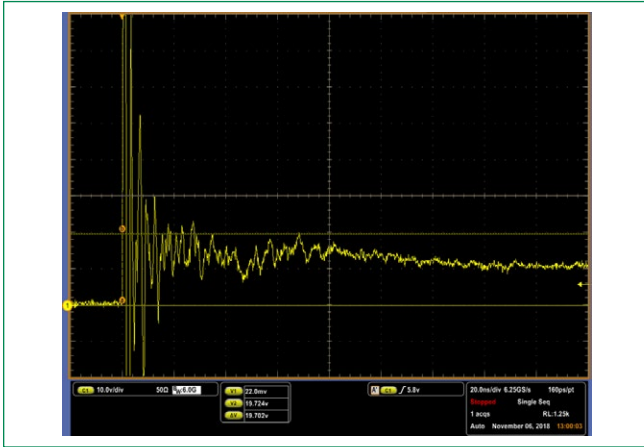 1
C1 10.0v/div 50Ω BW:6.0G
V1 22.0mv
V2 19.724v
ΔV 19.702v
A' C1 ∫ 5.8v
20.0ns/div 6.25GS/s 160ps/pt
Stopped Single Seq
1 acqs RL:1.25k
Auto November 06, 2018 13:00:03